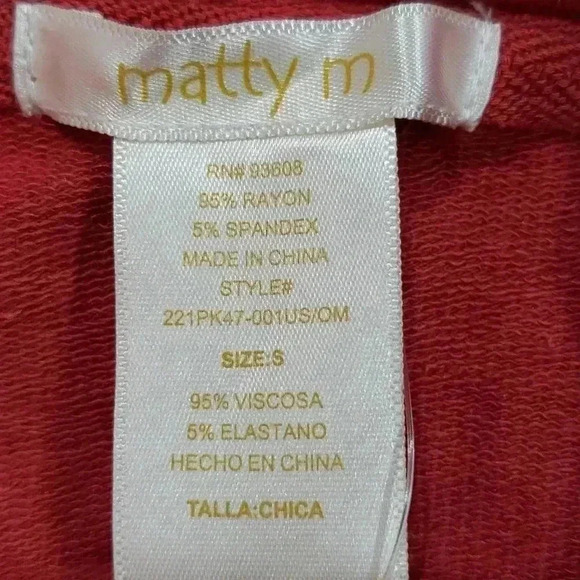 matty m
RN# 93608
95% RAYON
5% SPANDEX
MADE IN CHINA
STYLE#
221PK47-001US/OM
SIZE:S
95% VISCOSA
5% ELASTANO
HECHO EN CHINA
TALLA:CHICA